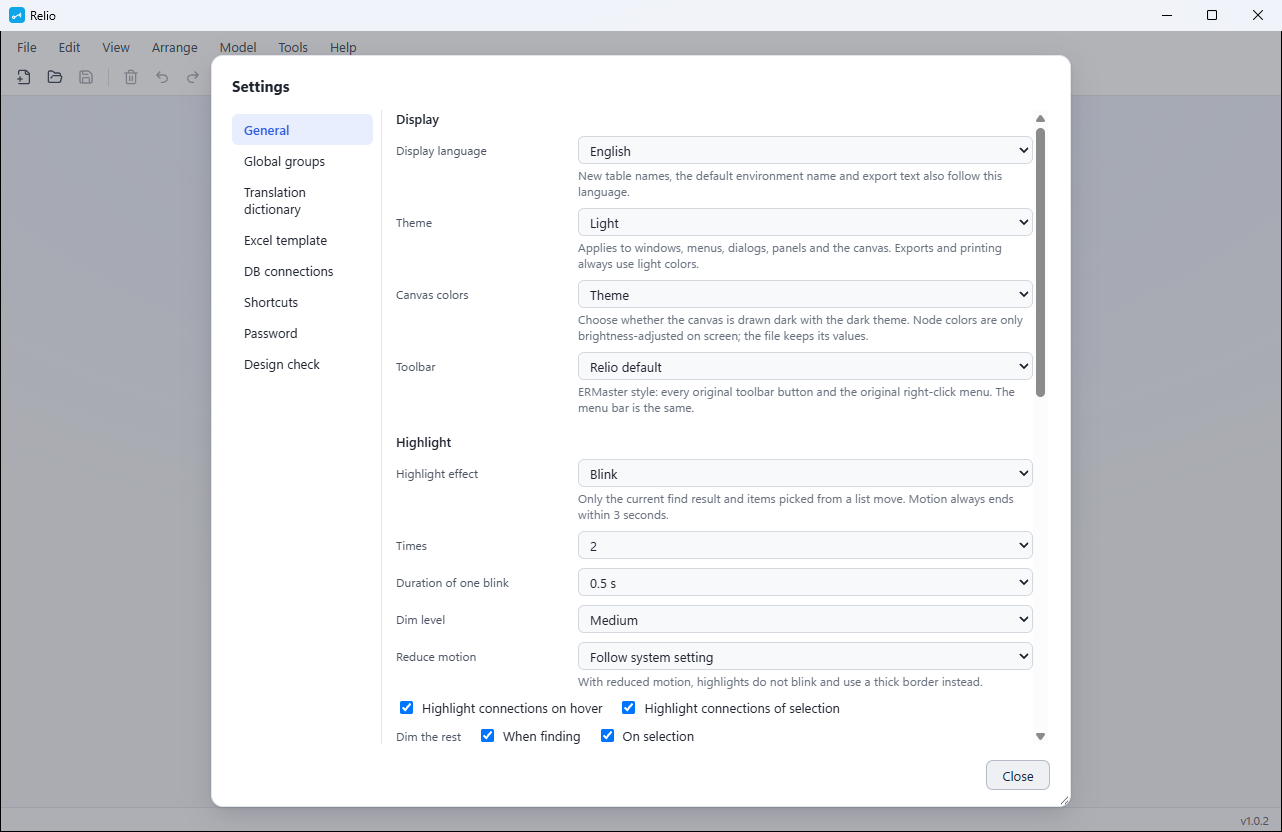 Relio
File Edit View Arrange Model Tools Help
Settings
General
Global groups
Translation
dictionary
Excel template
DB connections
Shortcuts
Password
Design check
Display
Display language English
New table names, the default environment name and export text also follow this
language.
Theme Light
Applies to windows, menus, dialogs, panels and the canvas. Exports and printing
always use light colors.
Canvas colors Theme
Choose whether the canvas is drawn dark with the dark theme. Node colors are only
brightness-adjusted on screen; the file keeps its values.
Toolbar Relio default
ERMaster style: every original toolbar button and the original right-click menu. The
menu bar is the same.
Highlight
Highlight effect Blink
Only the current find result and items picked from a list move. Motion always ends
within 3 seconds.
Times 2
Duration of one blink 0.5 s
Dim level Medium
Reduce motion Follow system setting
With reduced motion, highlights do not blink and use a thick border instead.
Highlight connections on hover Highlight connections of selection
Dim the rest When finding On selection
Close
v1.0.2